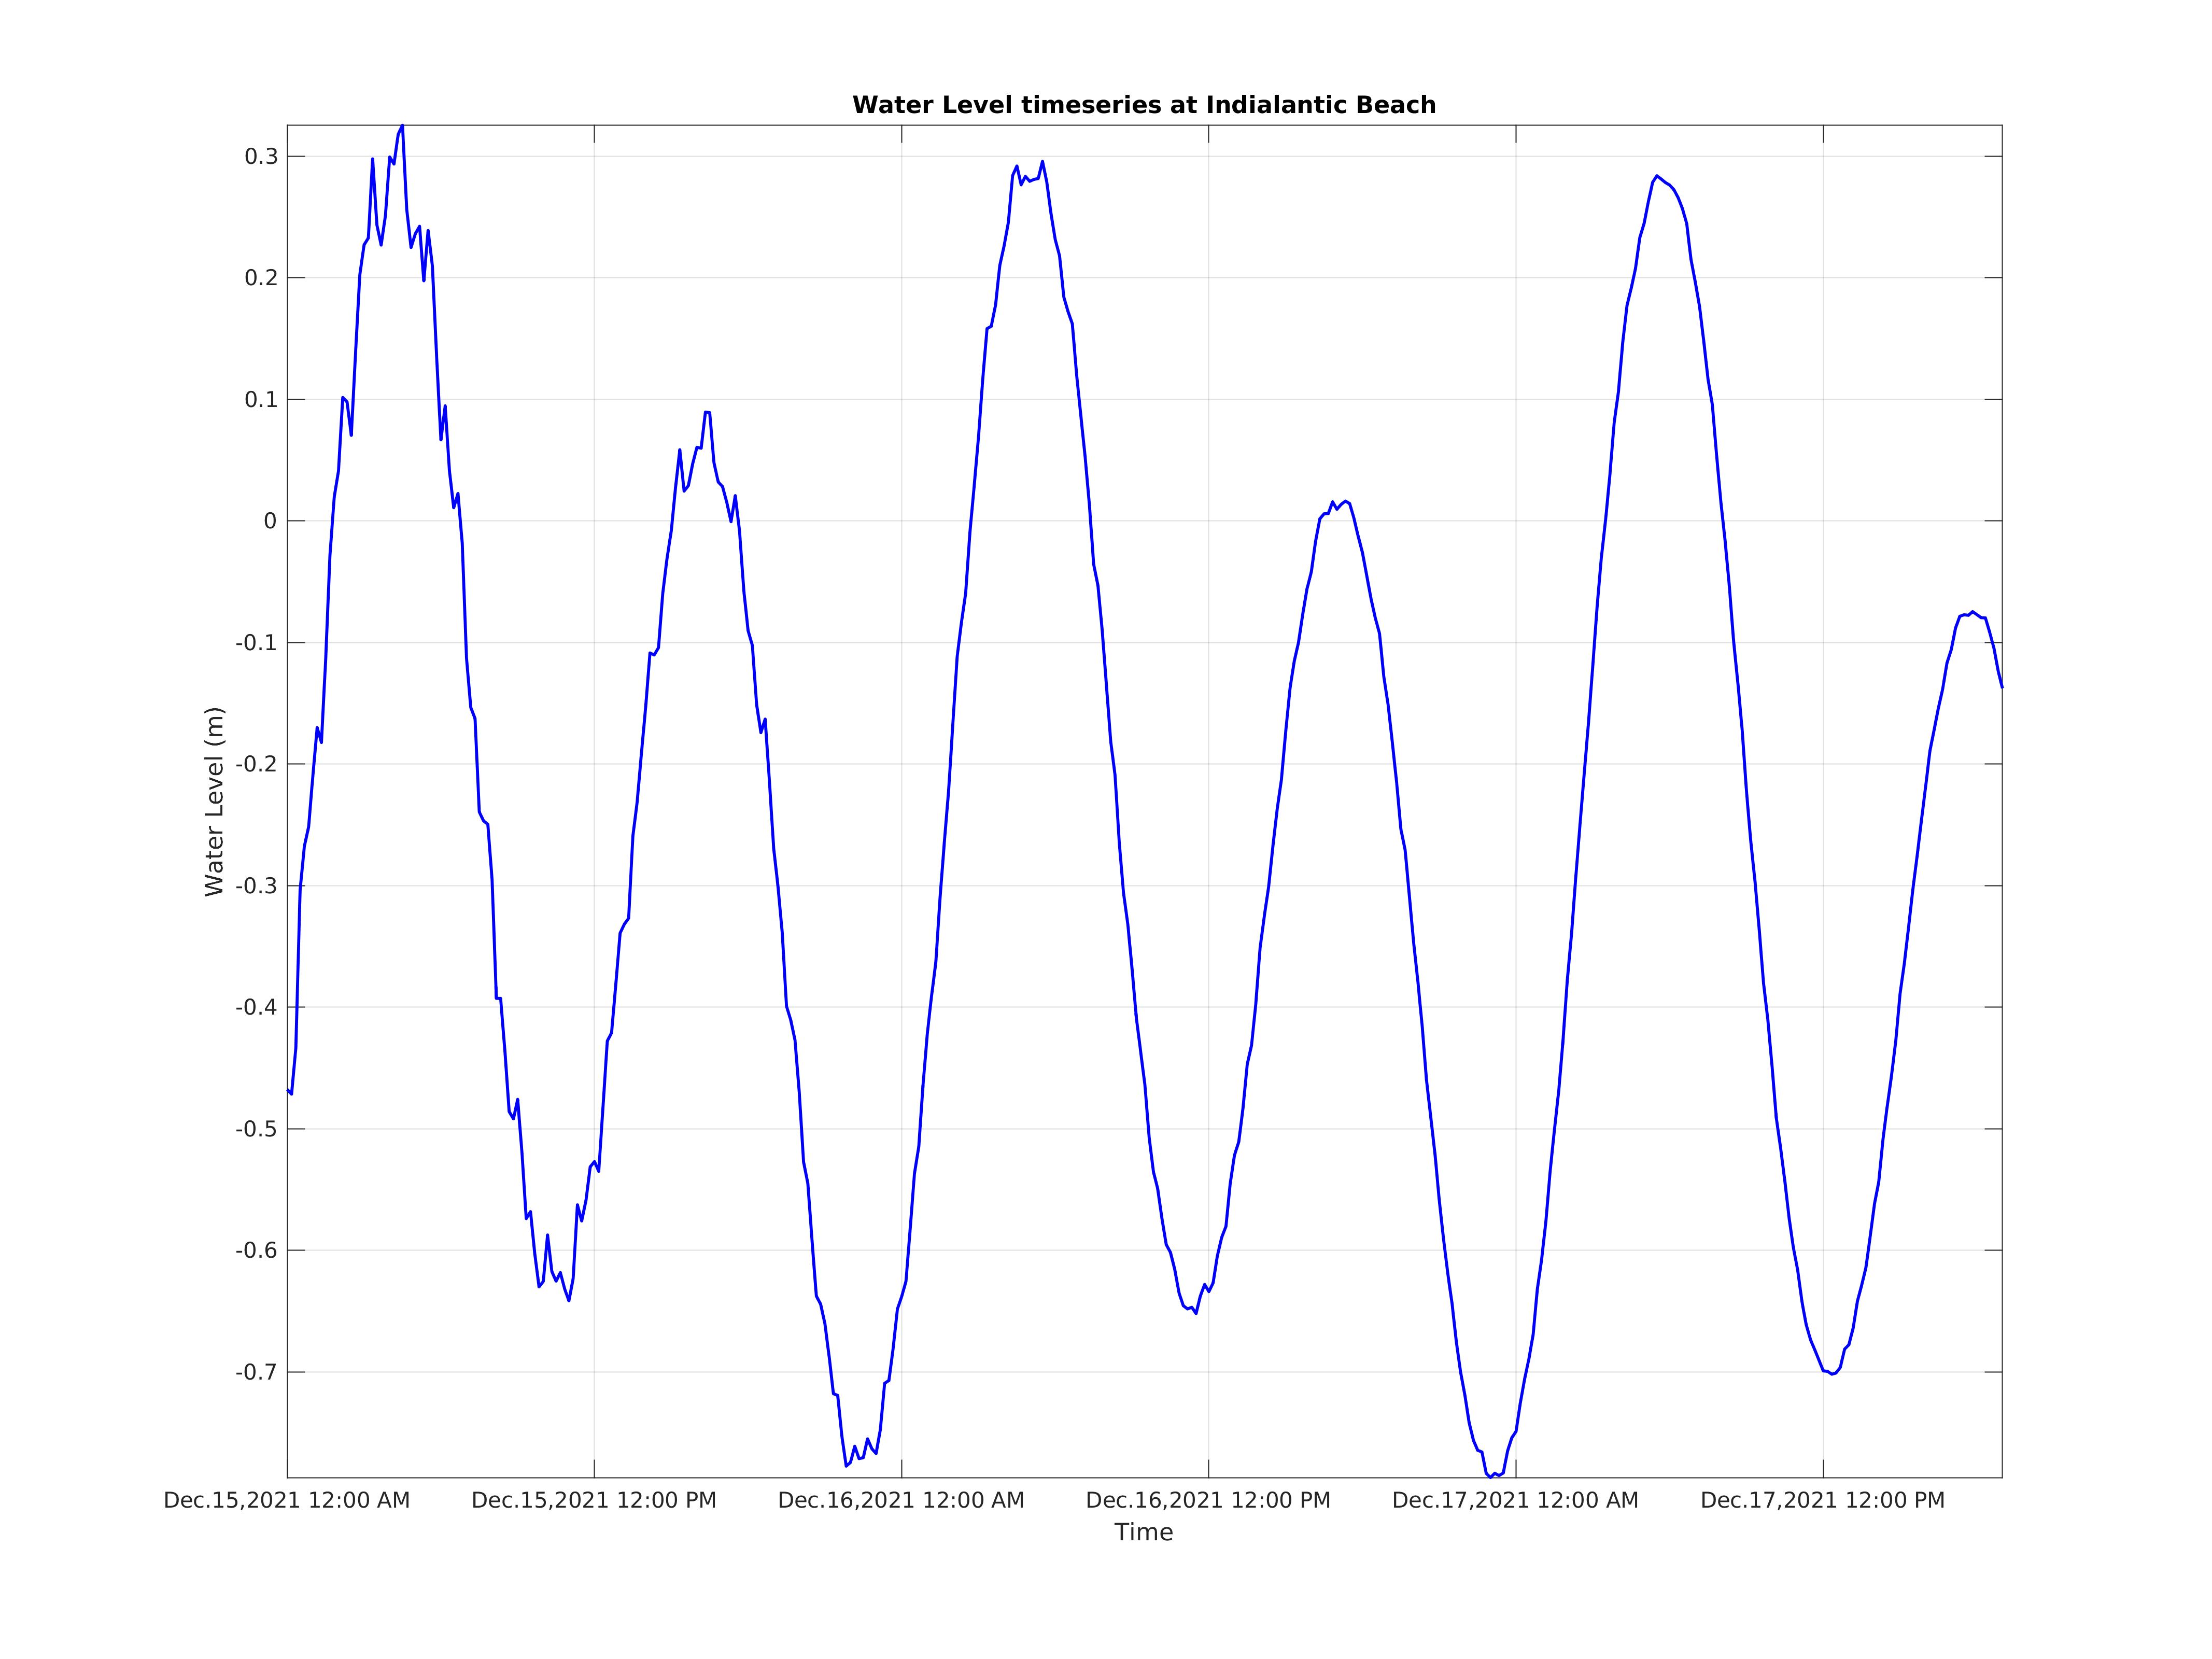 Water Level timeseries at Indialantic Beach
0.3
0.2
0.1
0
-0.1
-0.2
-0.3
-0.4
-0.5
-0.6
-0.7
Water Level (m)
Dec.15,2021 12:00 AM
Dec.15,2021 12:00 PM
Dec.16,2021 12:00 AM
Dec.16,2021 12:00 PM
Dec.17,2021 12:00 AM
Dec.17,2021 12:00 PM
Time